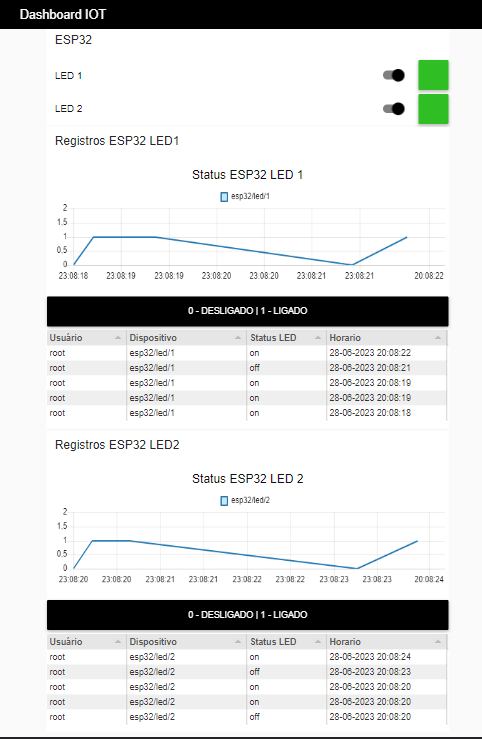 Dashboard IOT
ESP32
LED 1
LED 2
Registros ESP32 LED1
Status ESP32 LED 1
esp32/led/1
2
1.5
1
0.5
0
23:08:18 23:08:19 23:08:19 23:08:20 23:08:20 23:08:21 23:08:21 20:08:22
0 - DESLIGADO | 1 - LIGADO
Usuário Dispositivo Status LED Horario
root esp32/led/1 on 28-06-2023 20:08:22
root esp32/led/1 off 28-06-2023 20:08:21
root esp32/led/1 on 28-06-2023 20:08:19
root esp32/led/1 on 28-06-2023 20:08:19
root esp32/led/1 on 28-06-2023 20:08:18
Registros ESP32 LED2
Status ESP32 LED 2
esp32/led/2
2
1.5
1
0.5
0
23:08:20 23:08:20 23:08:21 23:08:21 23:08:22 23:08:22 23:08:23 23:08:23 20:08:24
0 - DESLIGADO | 1 - LIGADO
Usuário Dispositivo Status LED Horario
root esp32/led/2 on 28-06-2023 20:08:24
root esp32/led/2 off 28-06-2023 20:08:23
root esp32/led/2 on 28-06-2023 20:08:20
root esp32/led/2 on 28-06-2023 20:08:20
root esp32/led/2 off 28-06-2023 20:08:20